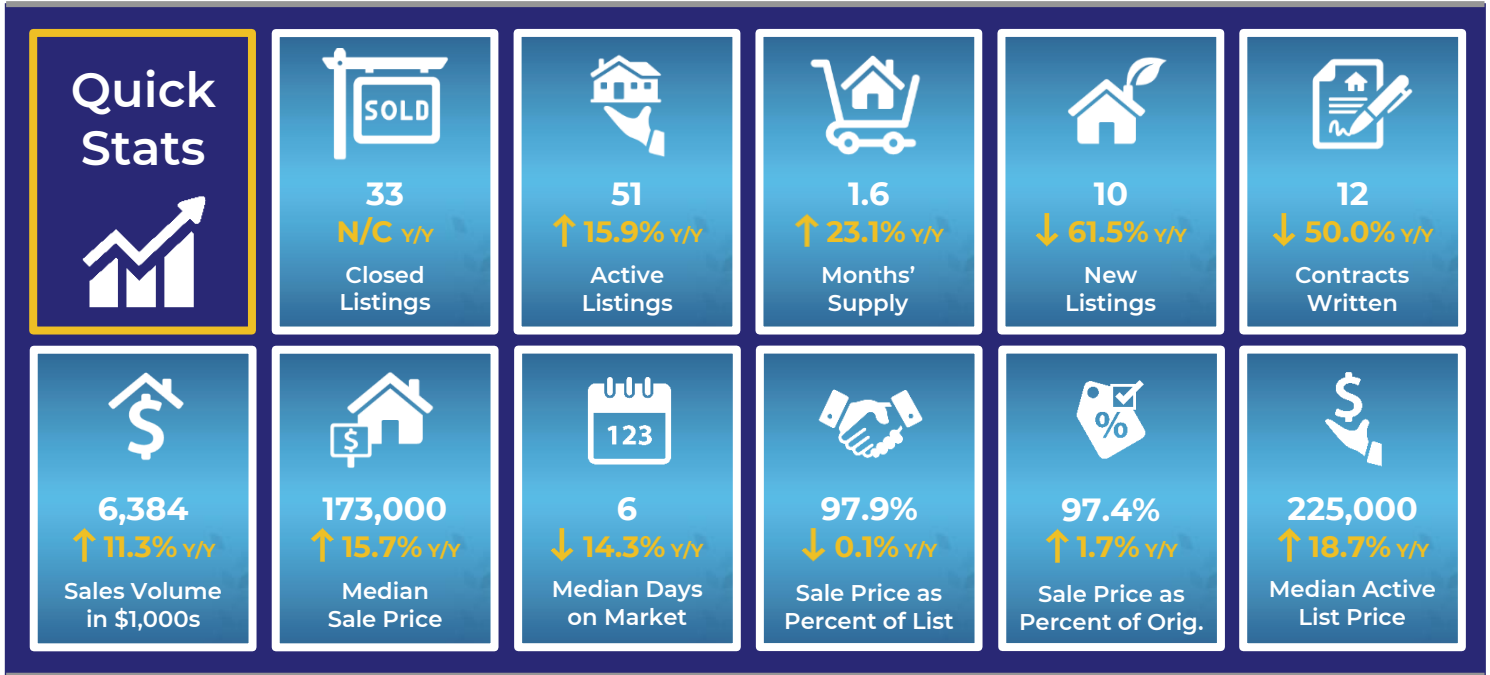 Quick
Stats
SOLD
33
N/C Y/Y
Closed
Listings
51
↑ 15.9% Y/Y
Active
Listings
1.6
↑ 23.1% Y/Y
Months’
Supply
10
↓ 61.5% Y/Y
New
Listings
12
↓ 50.0% Y/Y
Contracts
Written
$
6,384
↑ 11.3% Y/Y
Sales Volume
in $1,000s
$
173,000
↑ 15.7% Y/Y
Median
Sale Price
123
6
↓ 14.3% Y/Y
Median Days
on Market
97.9%
↓ 0.1% Y/Y
Sale Price as
Percent of List
%
97.4%
↑ 1.7% Y/Y
Sale Price as
Percent of Orig.
$
225,000
↑ 18.7% Y/Y
Median Active
List Price